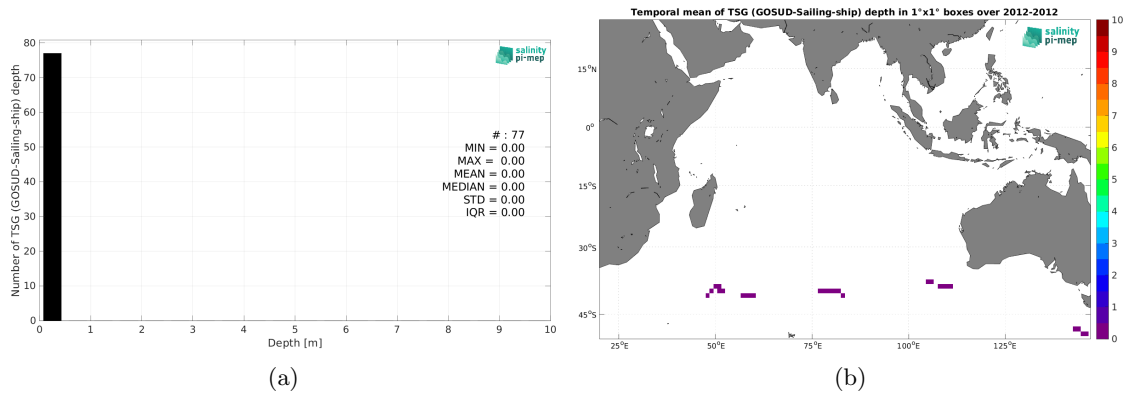 Number of TSG (GOSUD-Sailing-ship) depth
80
70
60
50
40
30
20
10
0
salinity
pi-mep
# : 77
MIN = 0.00
MAX = 0.00
MEAN = 0.00
MEDIAN = 0.00
STD = 0.00
IQR = 0.00
0 1 2 3 4 5 6 7 8 9 10
Depth [m]
(a)
Temporal mean of TSG (GOSUD-Sailing-ship) depth in 1°x1° boxes over 2012-2012
salinity
pi-mep
15°N
0°
15°S
30°S
45°S
25°E 50°E 75°E 100°E 125°E
10
9
8
7
6
5
4
3
2
1
0
(b)